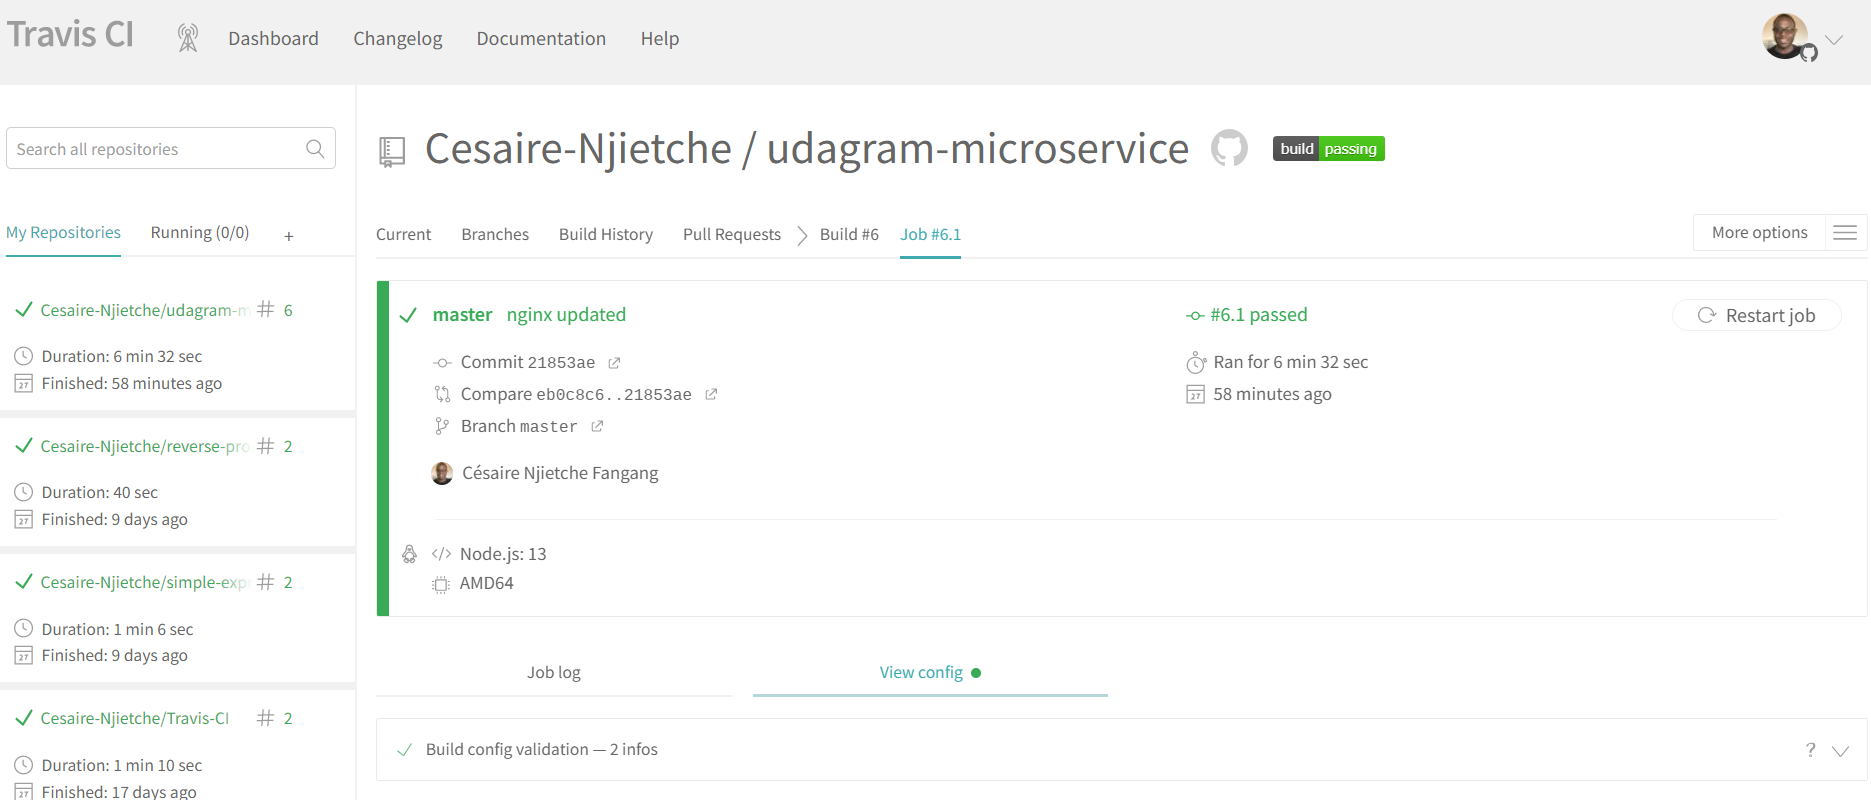 Travis CI
Dashboard
Changelog
Documentation
Help
Search all repositories
My Repositories
Running (0/0)
+
Cesaire-Njietche/udagram-m
# 6
Duration: 6 min 32 sec
Finished: 58 minutes ago
Cesaire-Njietche/reverse-pro
# 2
Duration: 40 sec
Finished: 9 days ago
Cesaire-Njietche/simple-exp
# 2
Duration: 1 min 6 sec
Finished: 9 days ago
Cesaire-Njietche/Travis-CI
# 2
Duration: 1 min 10 sec
Finished: 17 days ago
Cesaire-Njietche / udagram-microservice
build passing
Current
Branches
Build History
Pull Requests
Build #6
Job #6.1
More options
master nginx updated
Commit 21853ae
Compare eb0c8c6..21853ae
Branch master
Césaire Njietche Fangang
#6.1 passed
Ran for 6 min 32 sec
58 minutes ago
Restart job
Node.js: 13
AMD64
Job log
View config
Build config validation — 2 infos
?